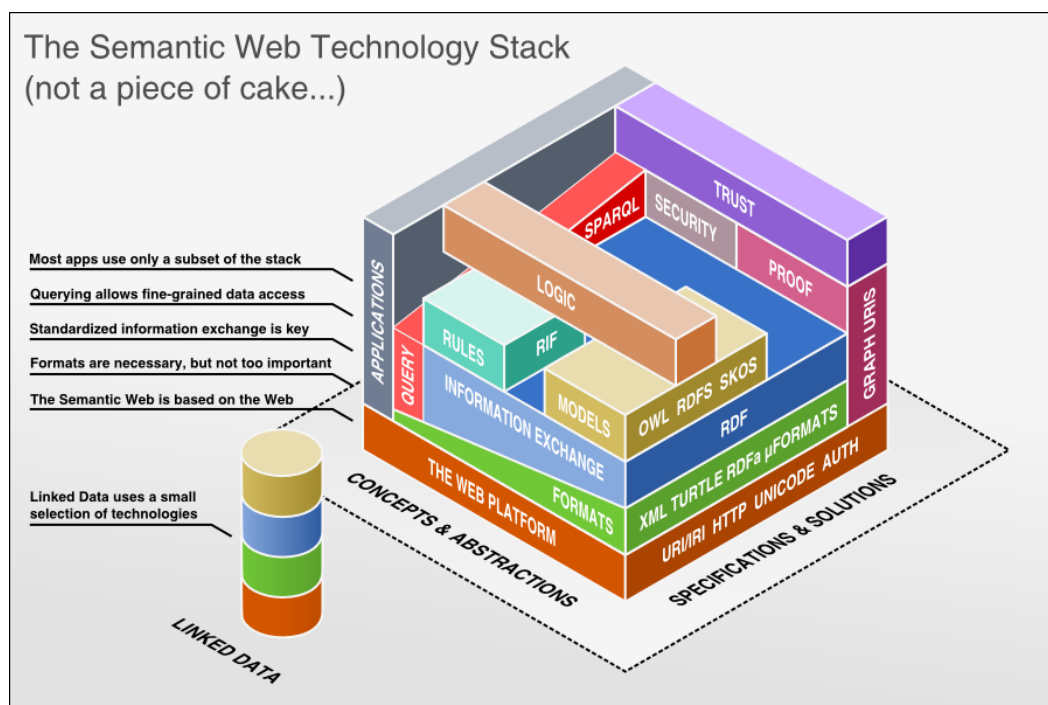 The Semantic Web Technology Stack
(not a piece of cake...)
Most apps use only a subset of the stack
Querying allows fine-grained data access
Standardized information exchange is key
Formats are necessary, but not too important
The Semantic Web is based on the Web
Linked Data uses a small
selection of technologies
LINKED DATA
APPLICATIONS
QUERY
RULES
RIF
LOGIC
SPARQL
SECURITY
TRUST
PROOF
GRAPH URIS
MODELS
OWL RDFS SKOS
INFORMATION EXCHANGE
RDF
FORMATS
XML TURTLE RDFa µFORMATS
THE WEB PLATFORM
URI/IRI HTTP UNICODE AUTH
CONCEPTS & ABSTRACTIONS
SPECIFICATIONS & SOLUTIONS